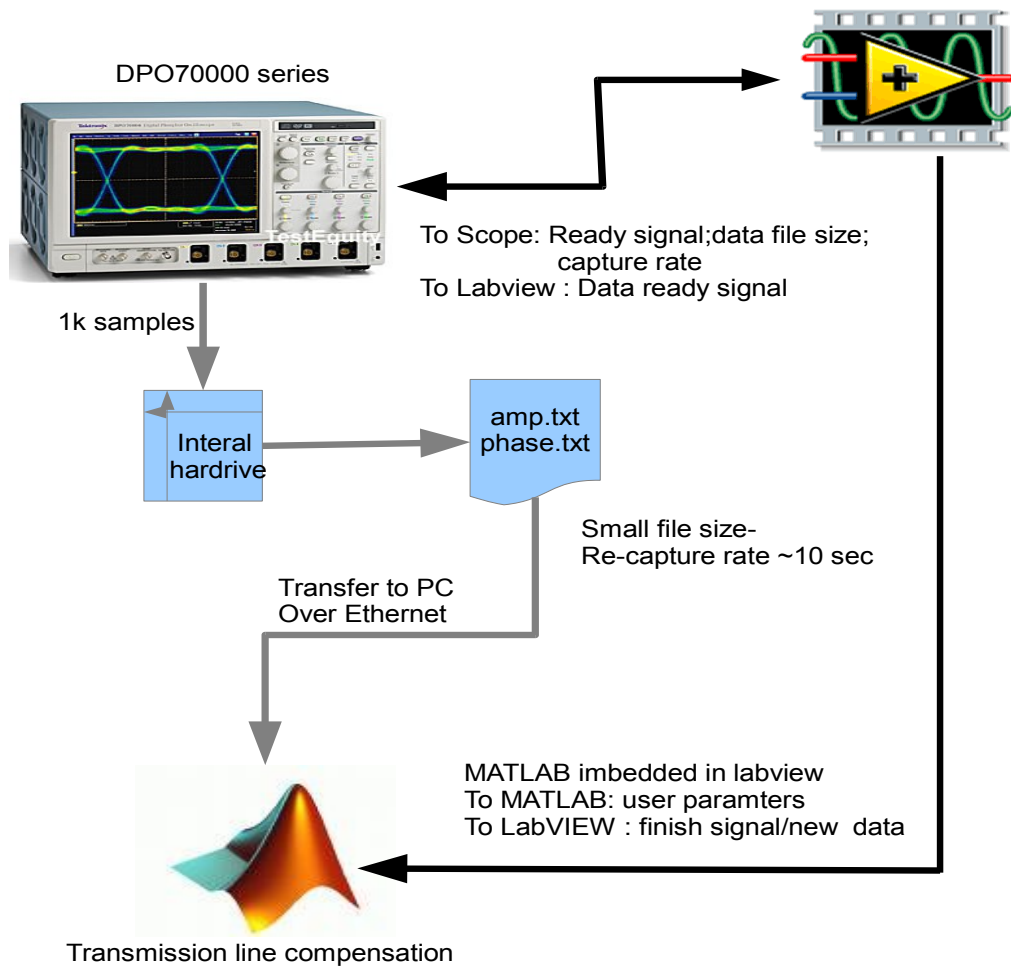 DPO70000 series
Tektronix
TestEquity
To Scope: Ready signal;data file size;
capture rate
To Labview : Data ready signal
1k samples
Interal
hardrive
amp.txt
phase.txt
Small file size-
Re-capture rate ~10 sec
Transfer to PC
Over Ethernet
MATLAB imbedded in labview
To MATLAB: user paramters
To LabVIEW : finish signal/new data
Transmission line compensation